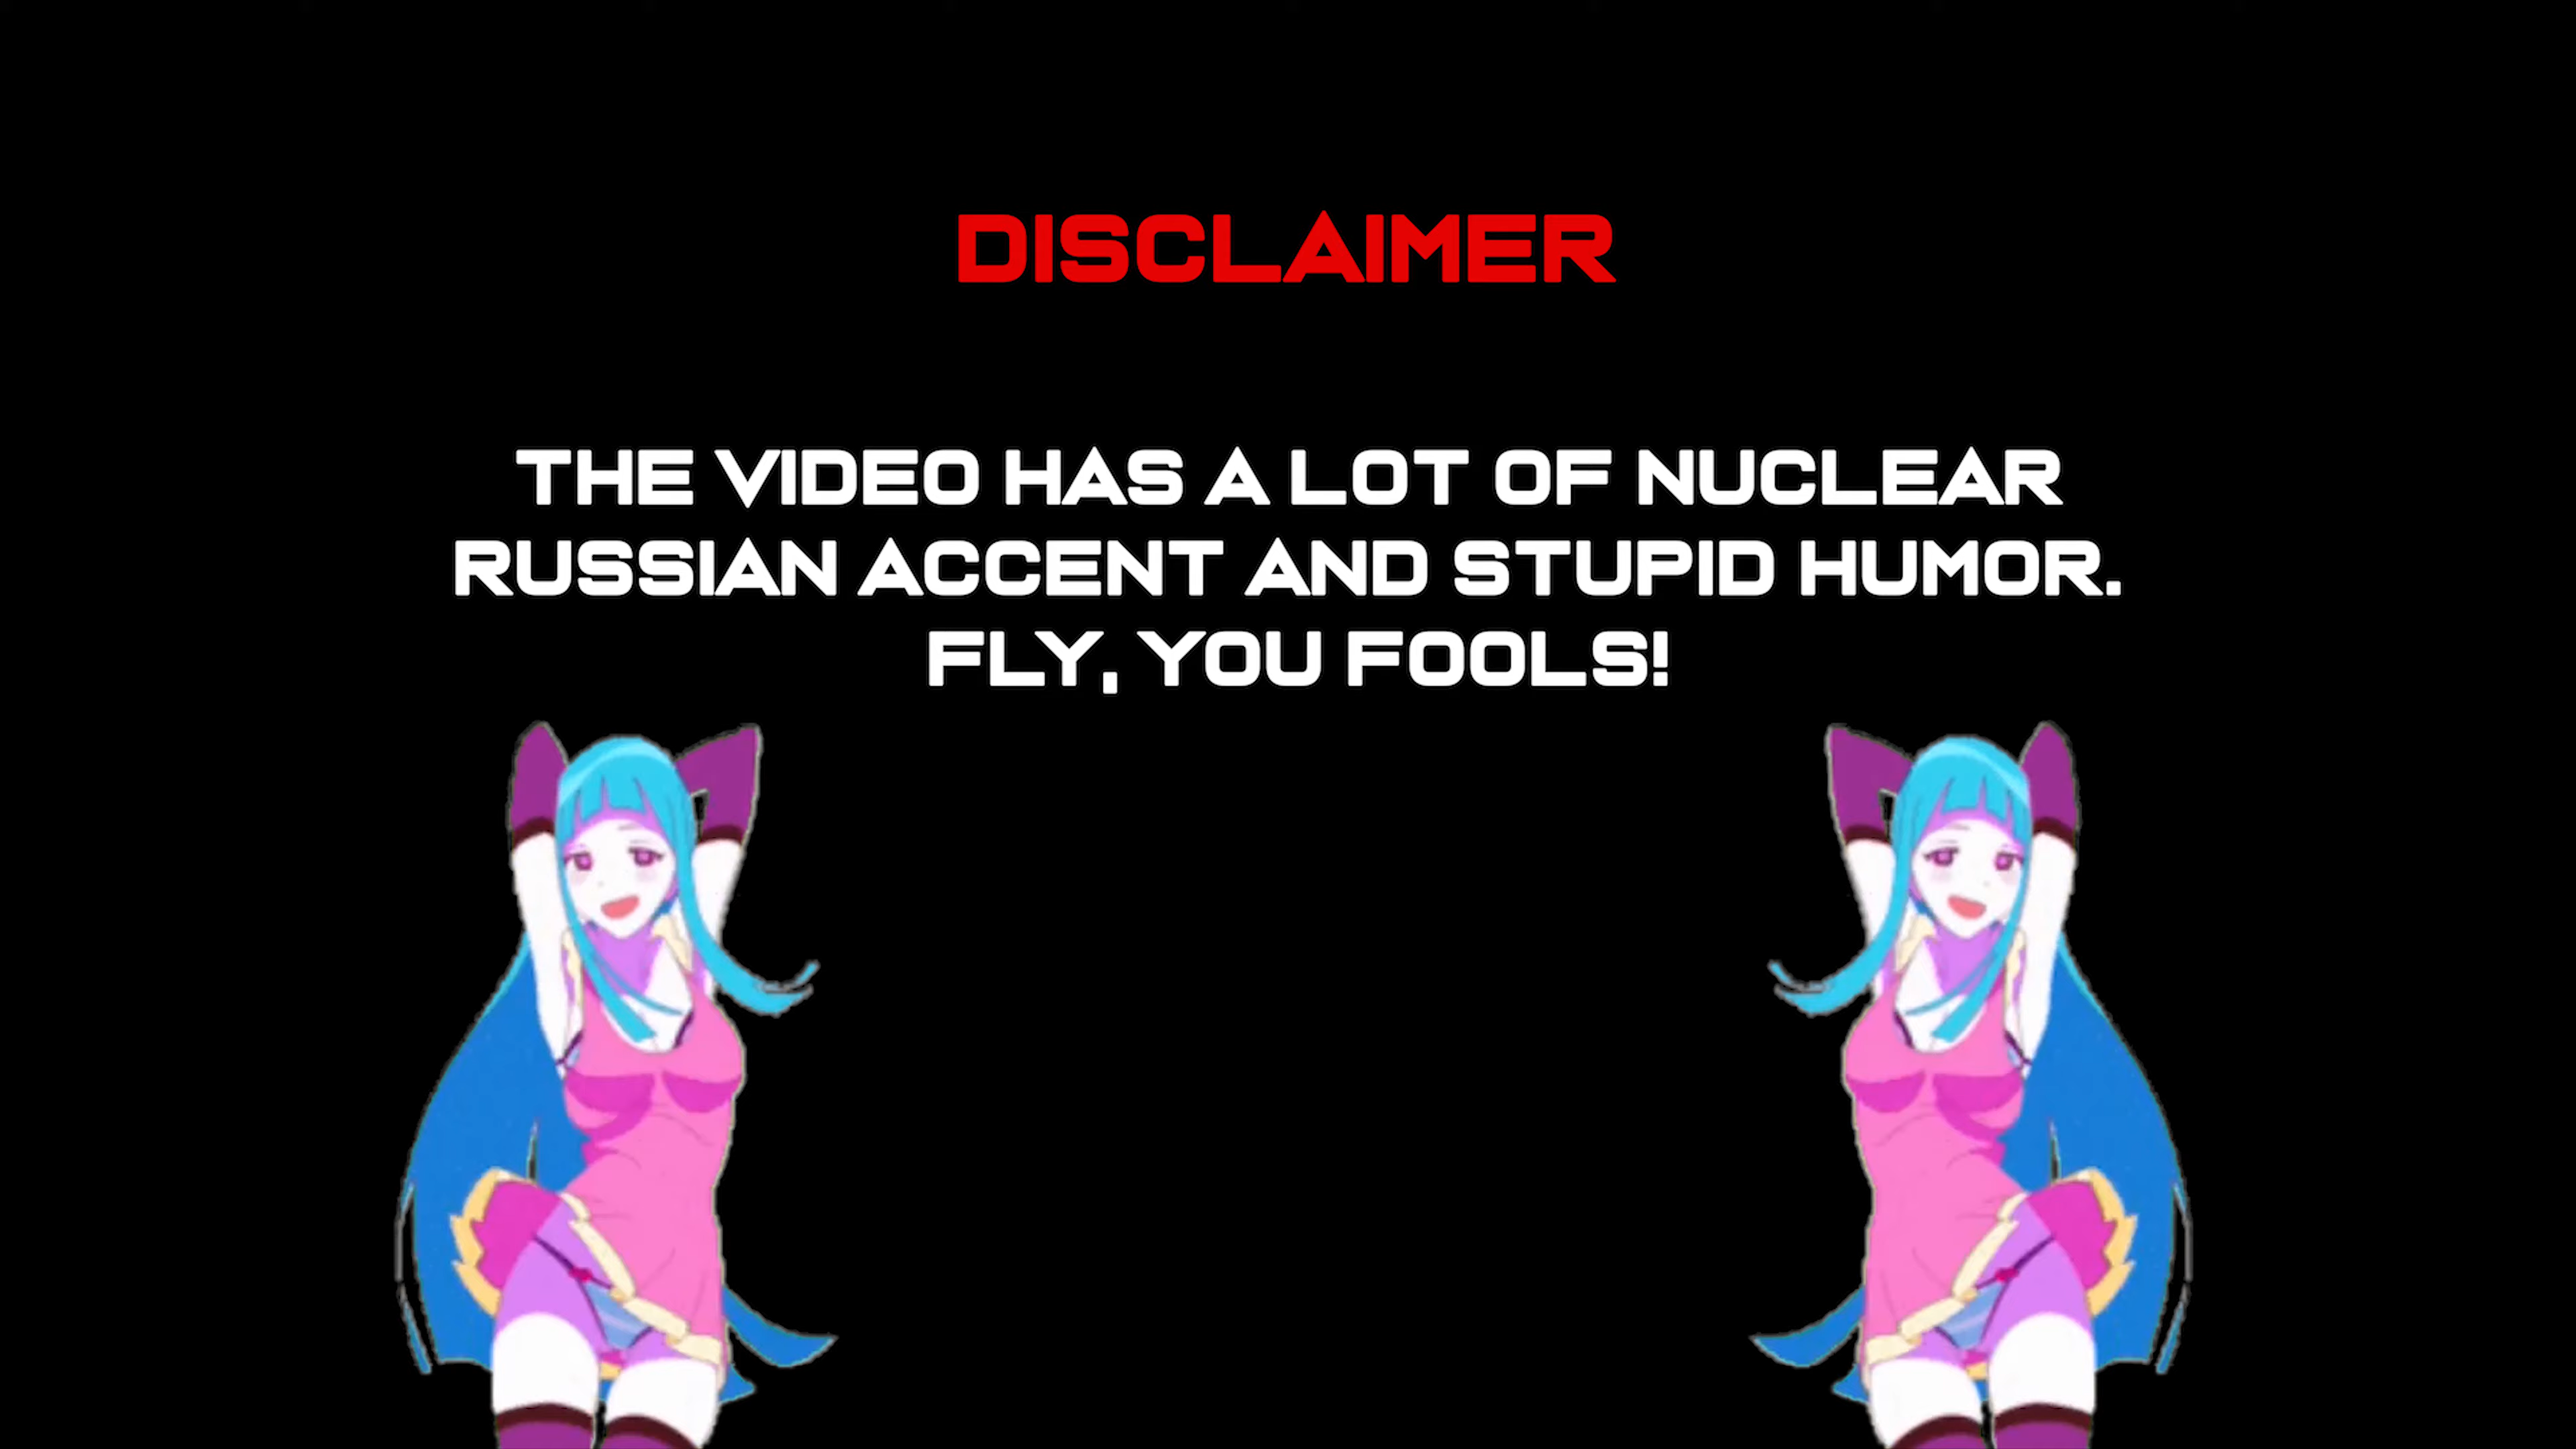 DISCLAIMER
THE VIDEO HAS A LOT OF NUCLEAR
RUSSIAN ACCENT AND STUPID HUMOR.
FLY, YOU FOOLS!